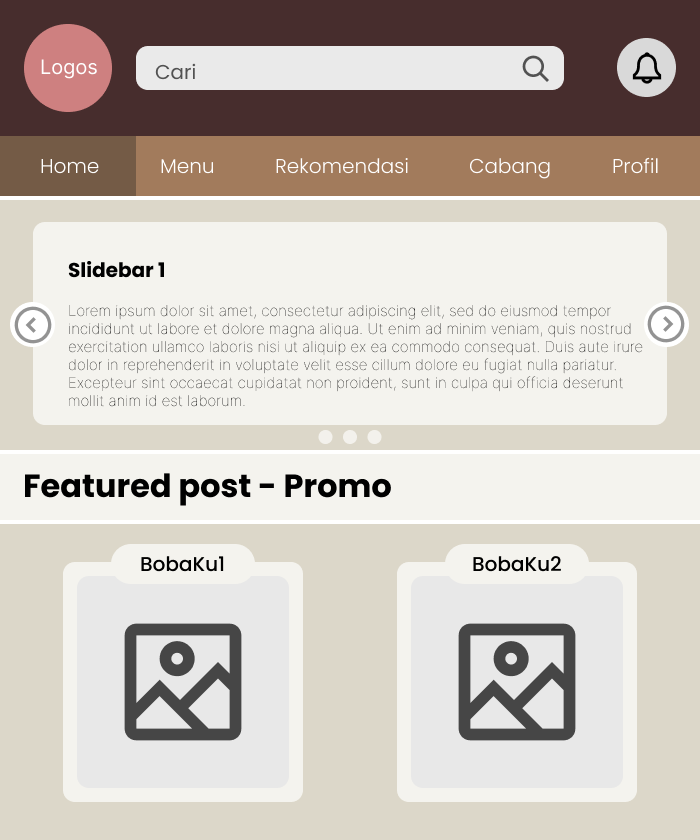 Logos
Cari
Home
Menu
Rekomendasi
Cabang
Profil
Slidebar 1
Lorem ipsum dolor sit amet, consectetur adipiscing elit, sed do eiusmod tempor
incididunt ut labore et dolore magna aliqua. Ut enim ad minim veniam, quis nostrud
exercitation ullamco laboris nisi ut aliquip ex ea commodo consequat. Duis aute irure
dolor in reprehenderit in voluptate velit esse cillum dolore eu fugiat nulla pariatur.
Excepteur sint occaecat cupidatat non proident, sunt in culpa qui officia deserunt
mollit anim id est laborum.
Featured post - Promo
BobaKu1
BobaKu2